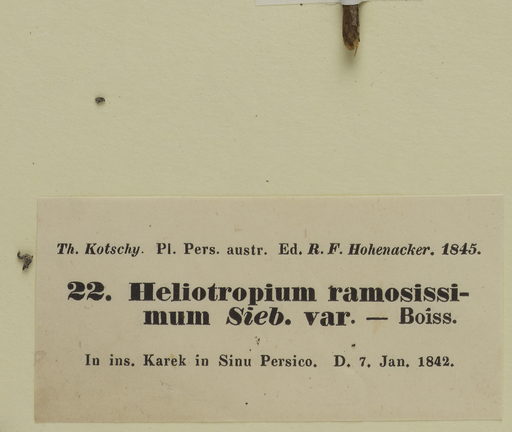 Th. Kotschy. Pl. Pers. austr. Ed. R. F. Hohenacker. 1845.
22. Heliotropium ramosissi-
mum Sieb. var. — Boiss.
In ins. Karek in Sinu Persico. D. 7. Jan. 1842.